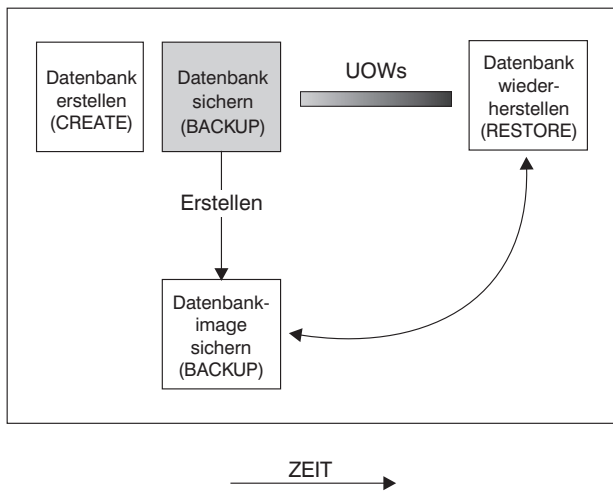 Datenbank
erstellen
(CREATE)
Datenbank
sichern
(BACKUP)
UOWs
Datenbank
wieder-
herstellen
(RESTORE)
Erstellen
Datenbank-
image
sichern
(BACKUP)
ZEIT